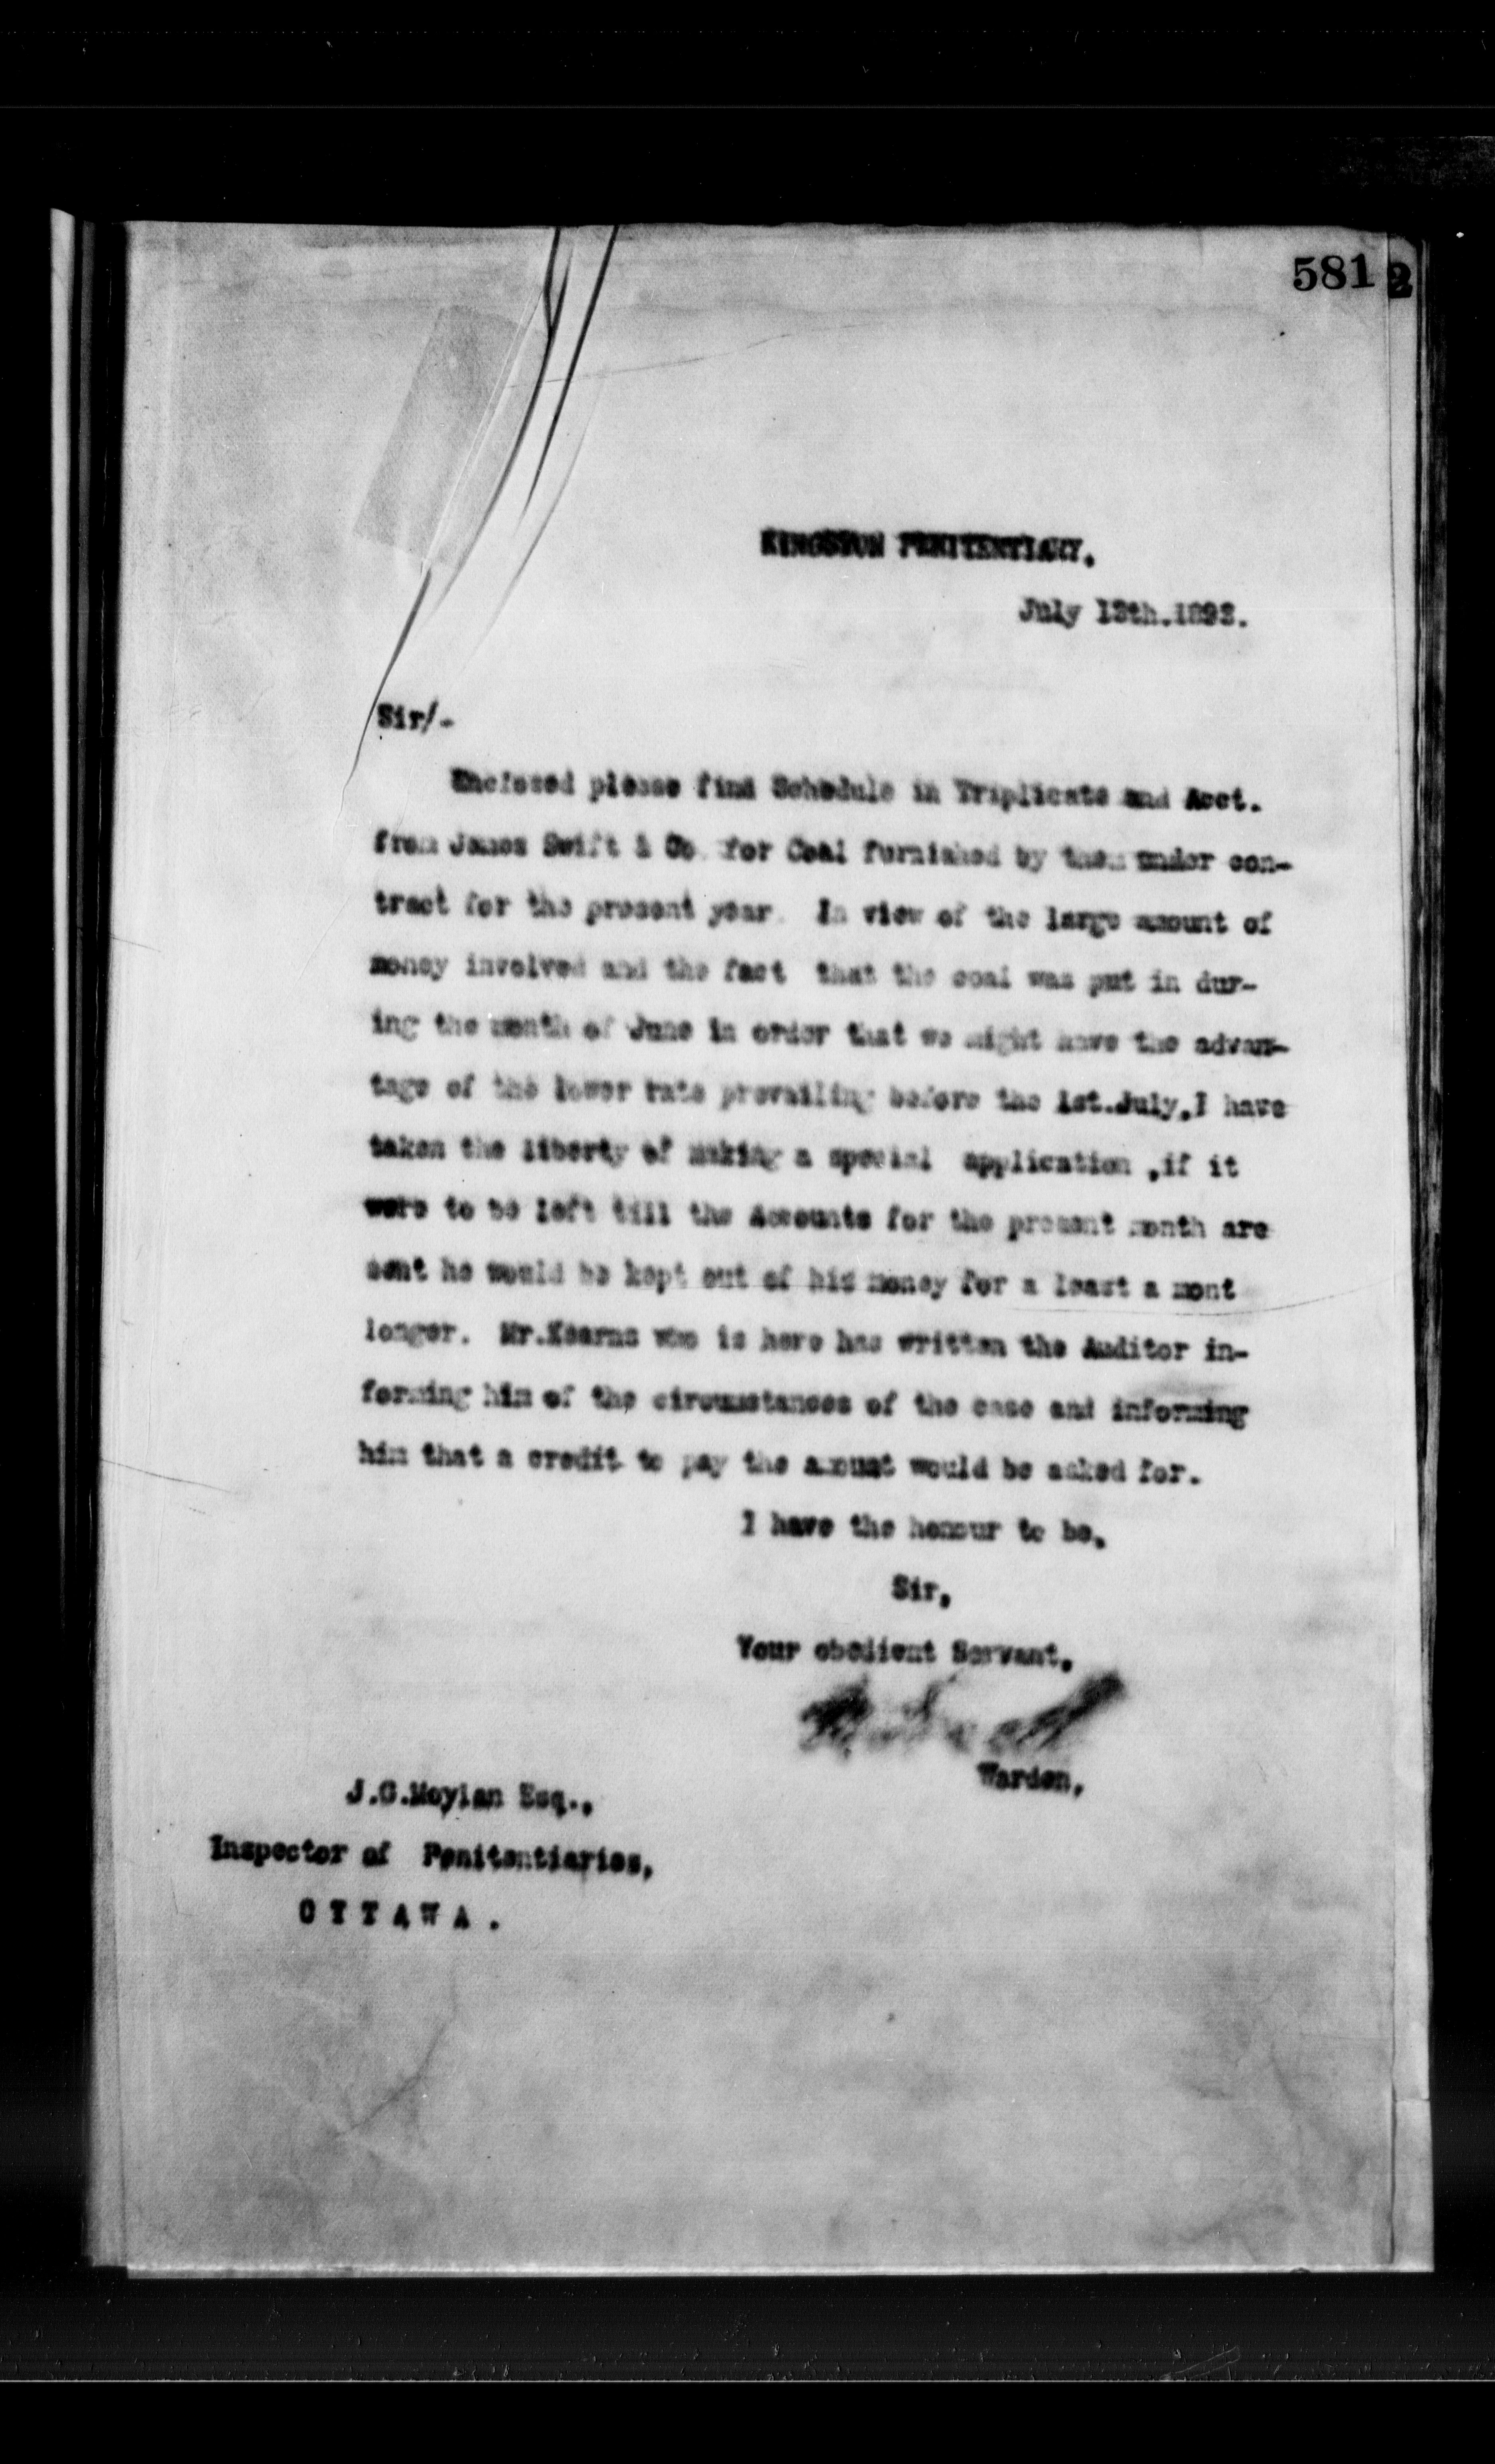 581 2
KINGSTON PENITENTIARY.
July 13th.1892.
Sir/-
Enclosed please find Schedule in Triplicate and Acct.
from James Swift & Co. for Coal furnished by them under con-
tract for the present year. In view of the large amount of
money involved and the fact that the coal was put in dur-
ing the month of June in order that we might have the advan-
tage of the lower rate prevailing before the 1st.July,I have
taken the liberty of making a special application ,if it
were to be left till the Accounts for the present month are
sent he would be kept out of his money for a least a mont
longer. Mr.Kearns who is here has written the Auditor in-
forming him of the circumstances of the case and informing
him that a credit to pay the amount would be asked for.
I have the honour to be,
Sir,
Your obedient Servant,
Warden,
J.G.Moylan Esq.,
Inspector of Penitentiaries,
OTTAWA.